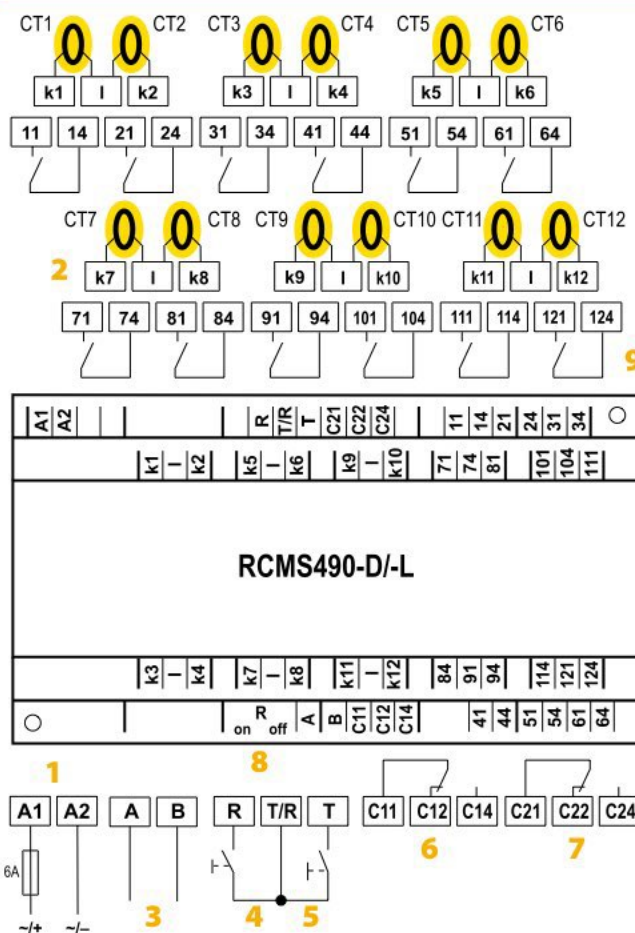 CT1 CT2 CT3 CT4 CT5 CT6
k1 I k2 k3 I k4 k5 I k6
11 14 21 24 31 34 41 44 51 54 61 64
CT7 CT8 CT9 CT10 CT11 CT12
2 k7 I k8 k9 I k10 k11 I k12
71 74 81 84 91 94 101 104 111 114 121 124
9
A1 A2 R T/R T C21 C22 C24 11 14 21 24 31 34
k1 I k2 k5 I k6 k9 I k10 71 74 81 101 104 111
RCMS490-D/-L
k3 I k4 k7 I k8 k11 I k12 84 91 94 114 121 124
on R off A B C11 C12 C14 41 44 51 54 61 64
1 8
A1 A2 A B R T/R T C11 C12 C14 C21 C22 C24
6 7
6A
3 4 5
~/+ ~/–